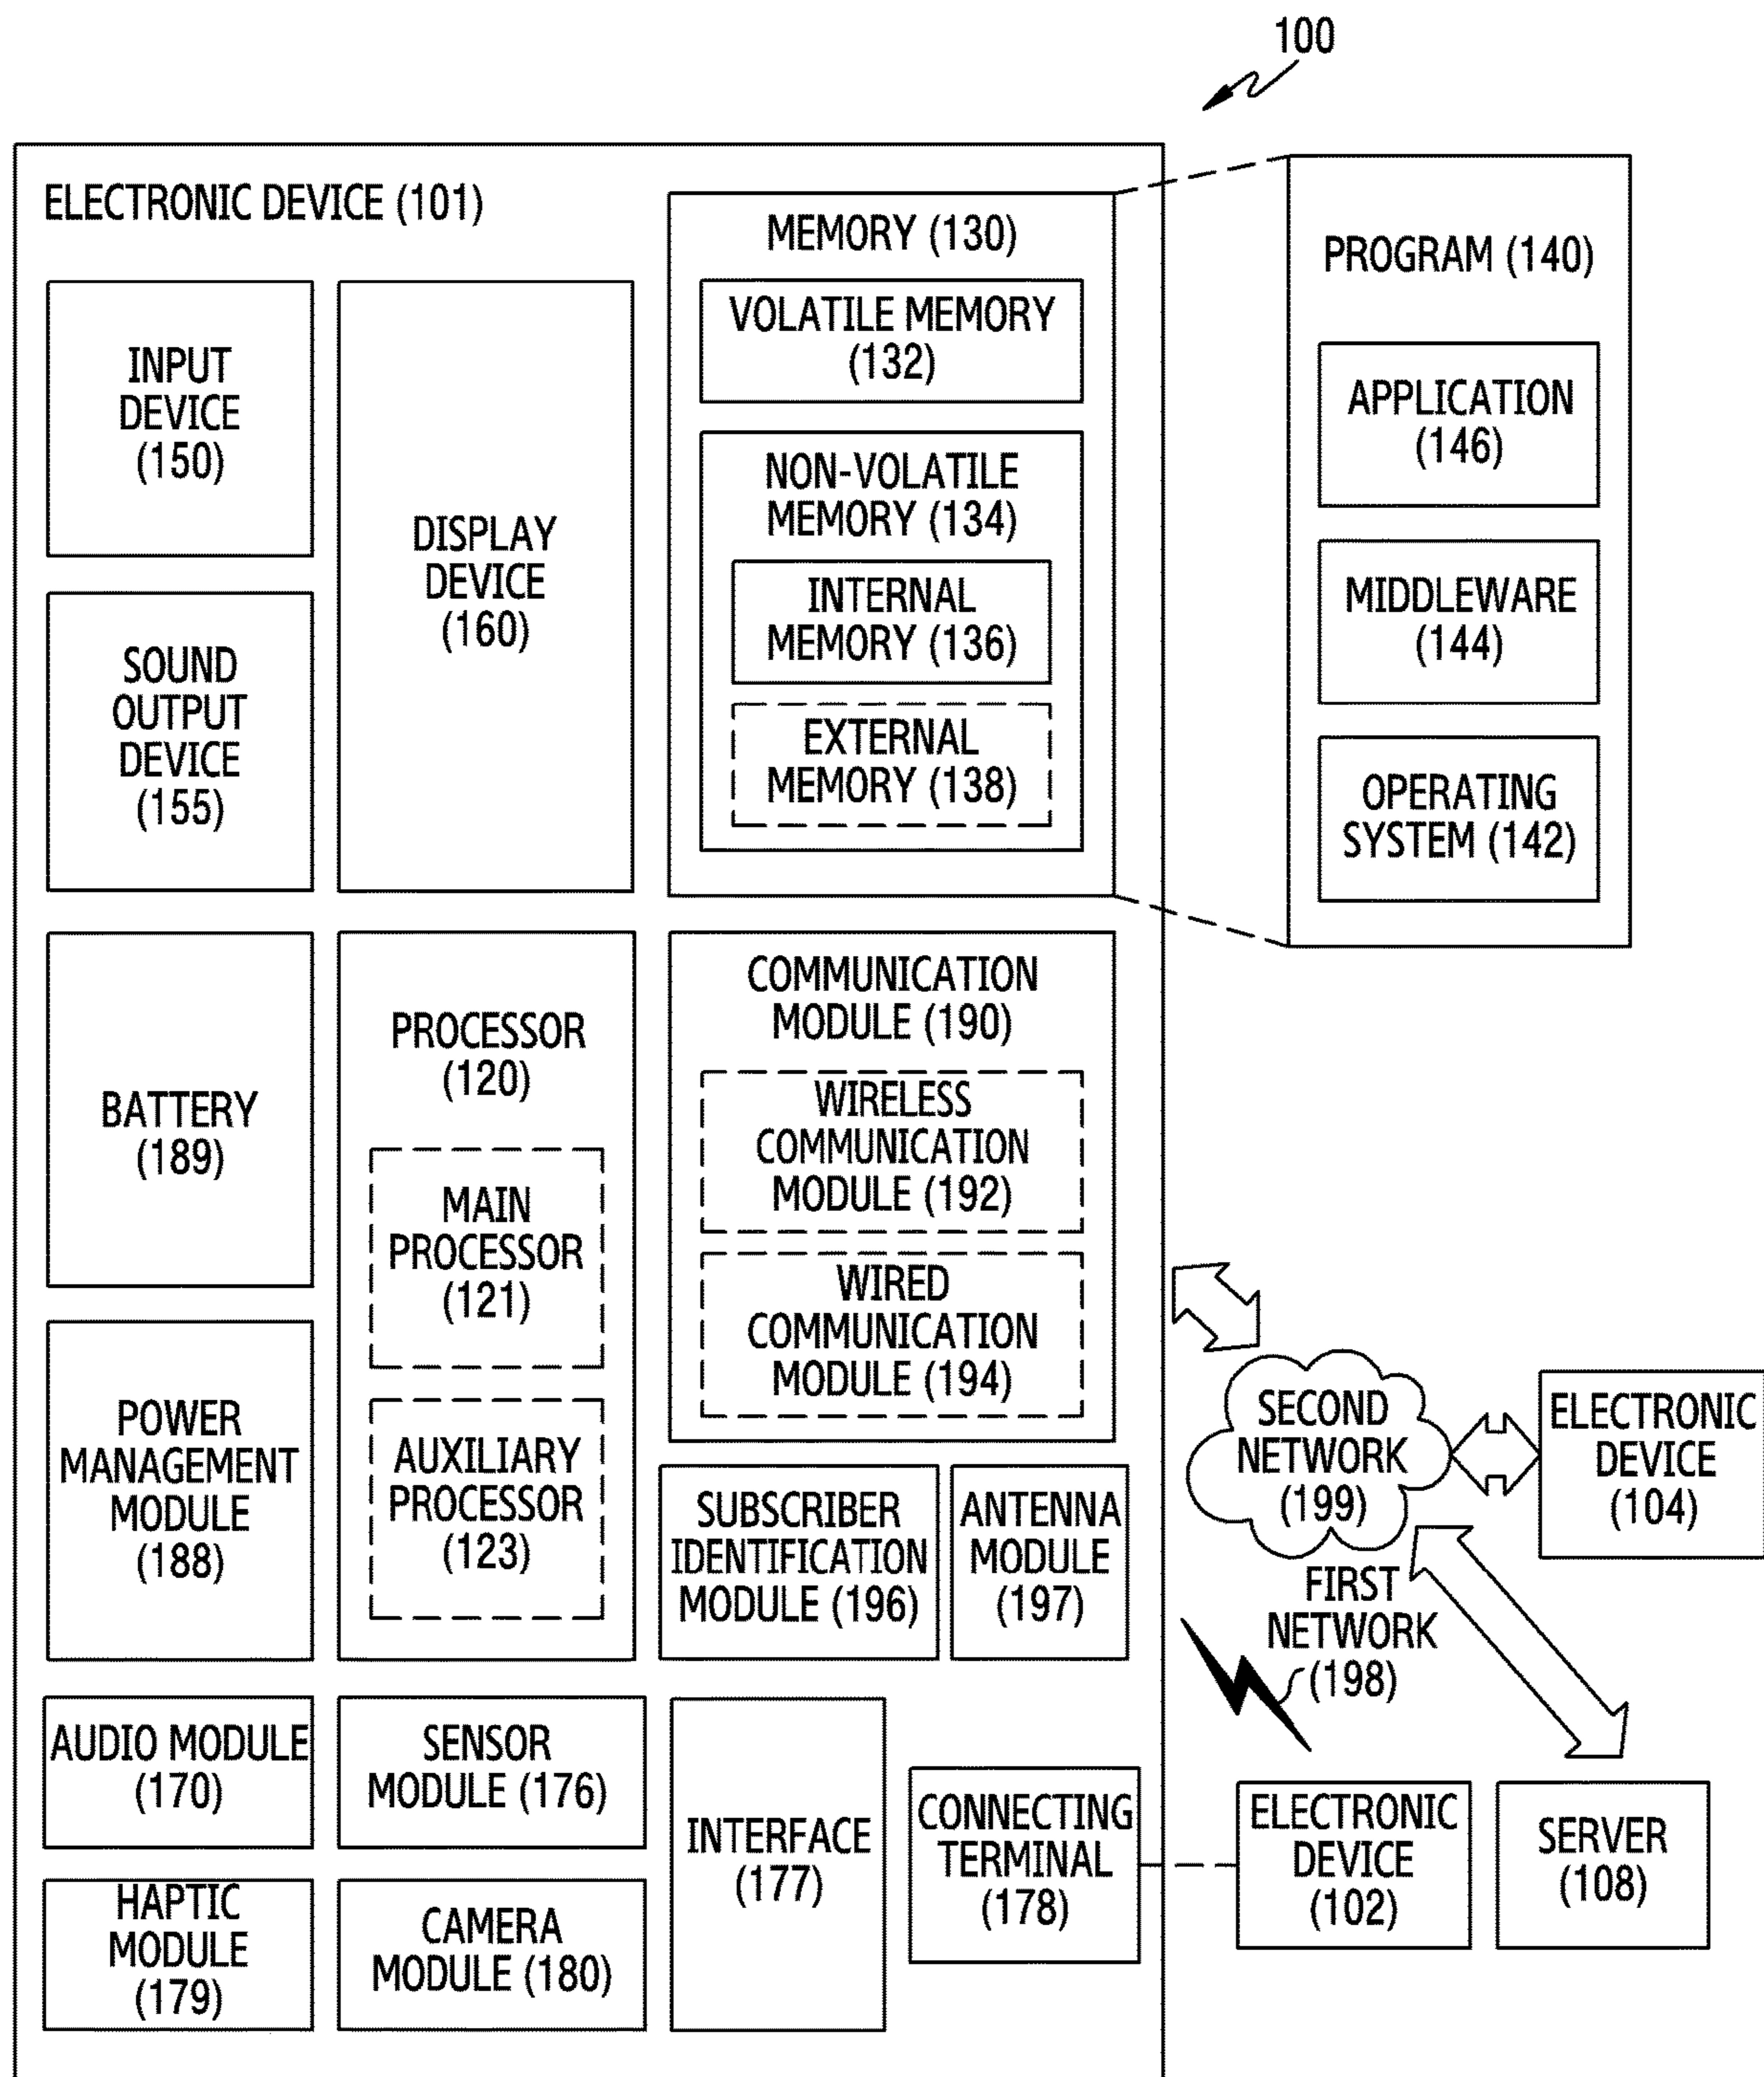 100
ELECTRONIC DEVICE (101)
INPUT
DEVICE
(150)
SOUND
OUTPUT
DEVICE
(155)
DISPLAY
DEVICE
(160)
MEMORY (130)
VOLATILE MEMORY
(132)
NON-VOLATILE
MEMORY (134)
INTERNAL
MEMORY (136)
EXTERNAL
MEMORY (138)
PROGRAM (140)
APPLICATION
(146)
MIDDLEWARE
(144)
OPERATING
SYSTEM (142)
BATTERY
(189)
POWER
MANAGEMENT
MODULE
(188)
PROCESSOR
(120)
MAIN
PROCESSOR
(121)
AUXILIARY
PROCESSOR
(123)
COMMUNICATION
MODULE (190)
WIRELESS
COMMUNICATION
MODULE (192)
WIRED
COMMUNICATION
MODULE (194)
SUBSCRIBER
IDENTIFICATION
MODULE (196)
ANTENNA
MODULE
(197)
SECOND
NETWORK
(199)
ELECTRONIC
DEVICE
(104)
FIRST
NETWORK
(198)
AUDIO MODULE
(170)
SENSOR
MODULE (176)
HAPTIC
MODULE
(179)
CAMERA
MODULE (180)
INTERFACE
(177)
CONNECTING
TERMINAL
(178)
ELECTRONIC
DEVICE
(102)
SERVER
(108)